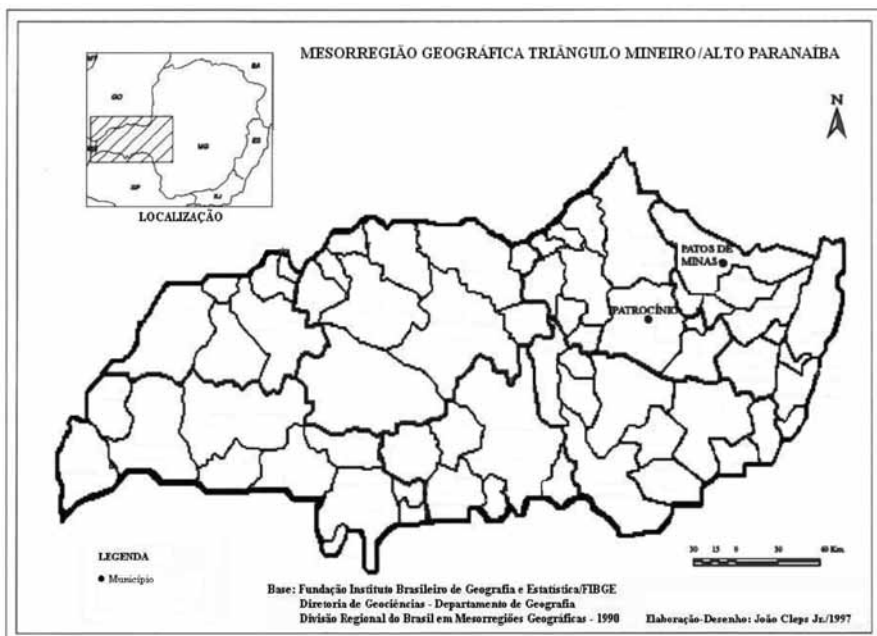 MESORREGIÃO GEOGRÁFICA TRIÂNGULO MINEIRO/ALTO PARANAÍBA
MT
BA
GO
MG
ES
SP
RJ
LOCALIZAÇÃO
N
PATOS DE
MINAS
PATROCÍNIO
LEGENDA
Município
30 15 0 30 60 Km.
Base: Fundação Instituto Brasileiro de Geografia e Estatística/FIBGE
Diretoria de Geociências - Departamento de Geografia
Divisão Regional do Brasil em Mesorregiões Geográficas - 1990
Elaboração-Desenho: João Cleps Jr./1997